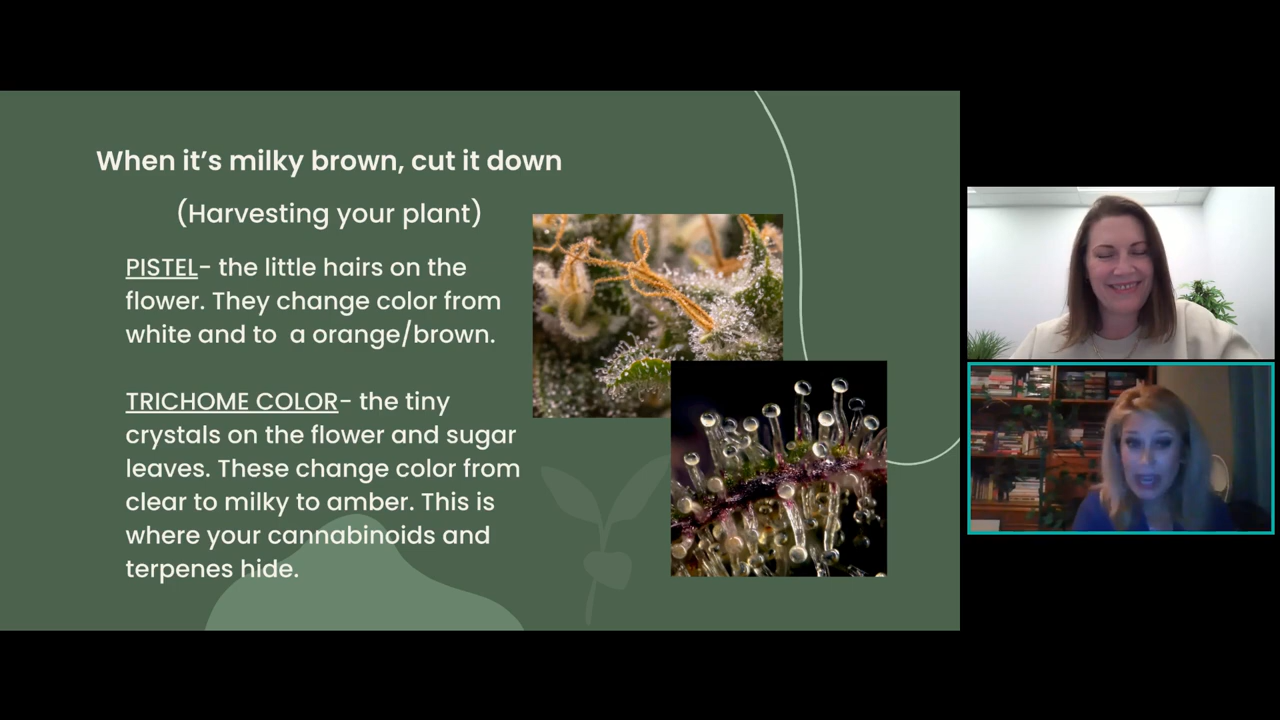 When it’s milky brown, cut it down
(Harvesting your plant)
PISTEL- the little hairs on the
flower. They change color from
white and to a orange/brown.
TRICHOME COLOR- the tiny
crystals on the flower and sugar
leaves. These change color from
clear to milky to amber. This is
where your cannabinoids and
terpenes hide.